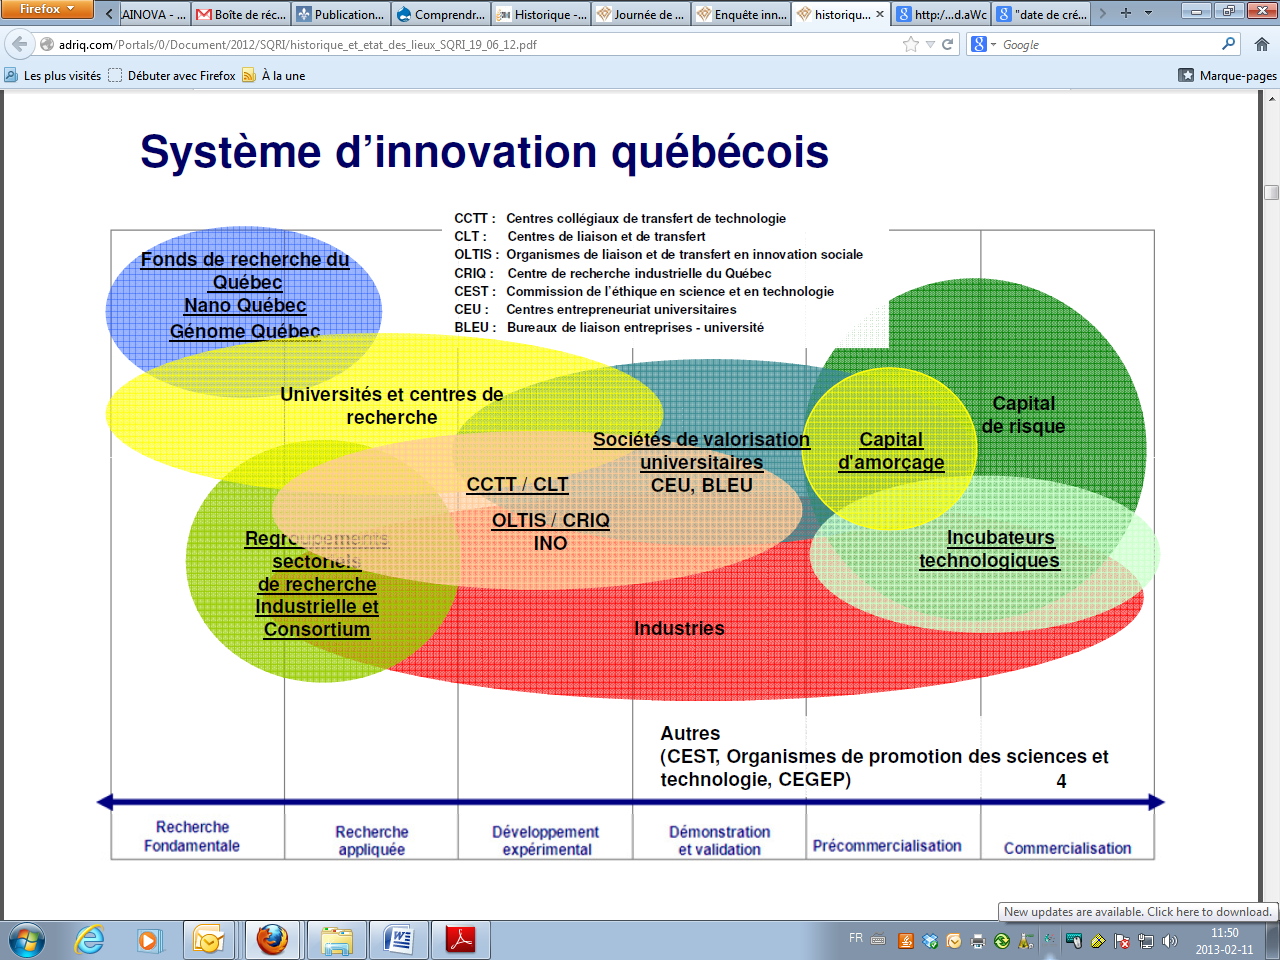 Firefox
AINOVA - ...
Boîte de réc...
Publication...
Comprendr...
Historique -...
Journée de ...
Enquête inn...
historiqu...
http:/...d.aWc
"date de cré...
adriq.com/Portals/0/Document/2012/SQRI/historique_et_etat_des_lieux_SQRI_19_06_12.pdf
Google
Les plus visités
Débuter avec Firefox
À la une
Marque-pages
Système d'innovation québécois
CCTT : Centres collégiaux de transfert de technologie
CLT : Centres de liaison et de transfert
OLTIS : Organismes de liaison et de transfert en innovation sociale
CRIQ : Centre de recherche industrielle du Québec
CEST : Commission de l'éthique en science et en technologie
CEU : Centres entrepreneuriat universitaires
BLEU : Bureaux de liaison entreprises - université
Fonds de recherche du
Québec
Nano Québec
Génome Québec
Universités et centres de
recherche
Capital
de risque
Sociétés de valorisation
universitaires
CEU, BLEU
Capital
d'amorçage
CCTT / CLT
OLTIS / CRIQ
INO
Regroupements
sectoriels
de recherche
Industrielle et
Consortium
Incubateurs
technologiques
Industries
Autres
(CEST, Organismes de promotion des sciences et
technologie, CEGEP)
4
Recherche
Fondamentale
Recherche
appliquée
Développement
expérimental
Démonstration
et validation
Précommercialisation
Commercialisation
New updates are available. Click here to download.
FR
11:50
2013-02-11